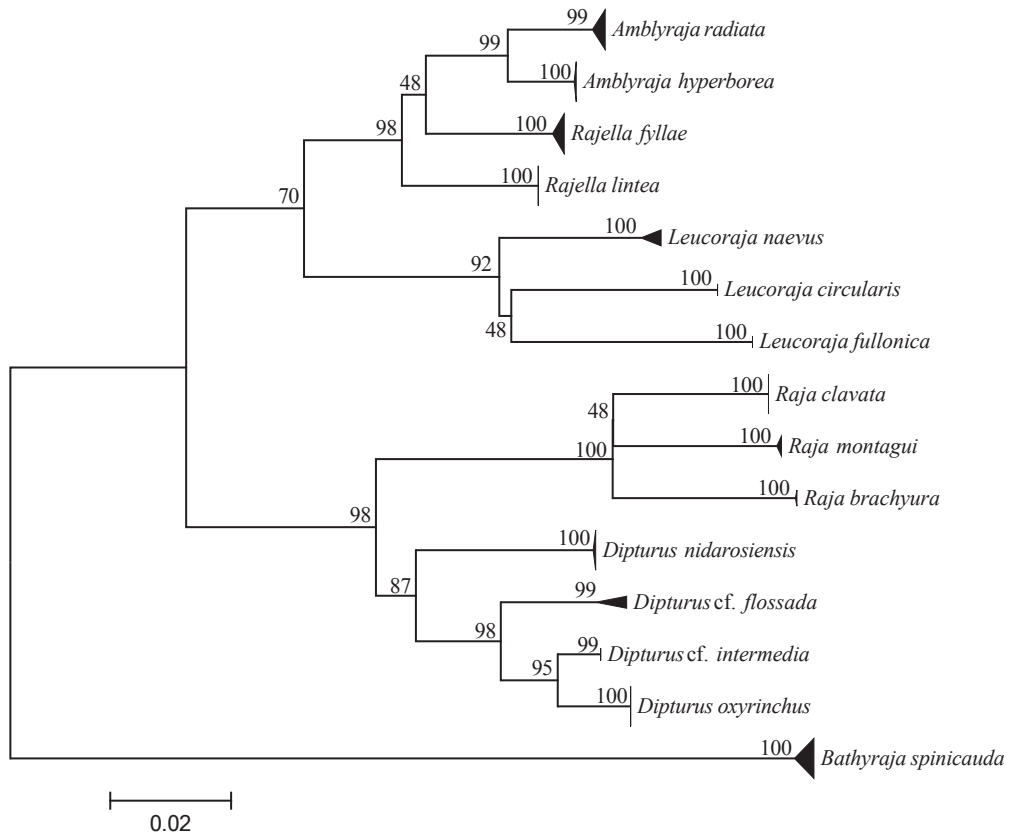 99 Amblyraja radiata
99
100 Amblyraja hyperborea
48
100 Rajella fyllae
98
100 Rajella lintea
70
100 Leucoraja naevus
92
100 Leucoraja circularis
48
100 Leucoraja fullonica
100 Raja clavata
48
100 Raja montagui
100
100 Raja brachyura
98
100 Dipturus nidarosiensis
87
99 Dipturus cf. flossada
98
99 Dipturus cf. intermedia
95
100 Dipturus oxyrinchus
100 Bathyraja spinicauda
0.02